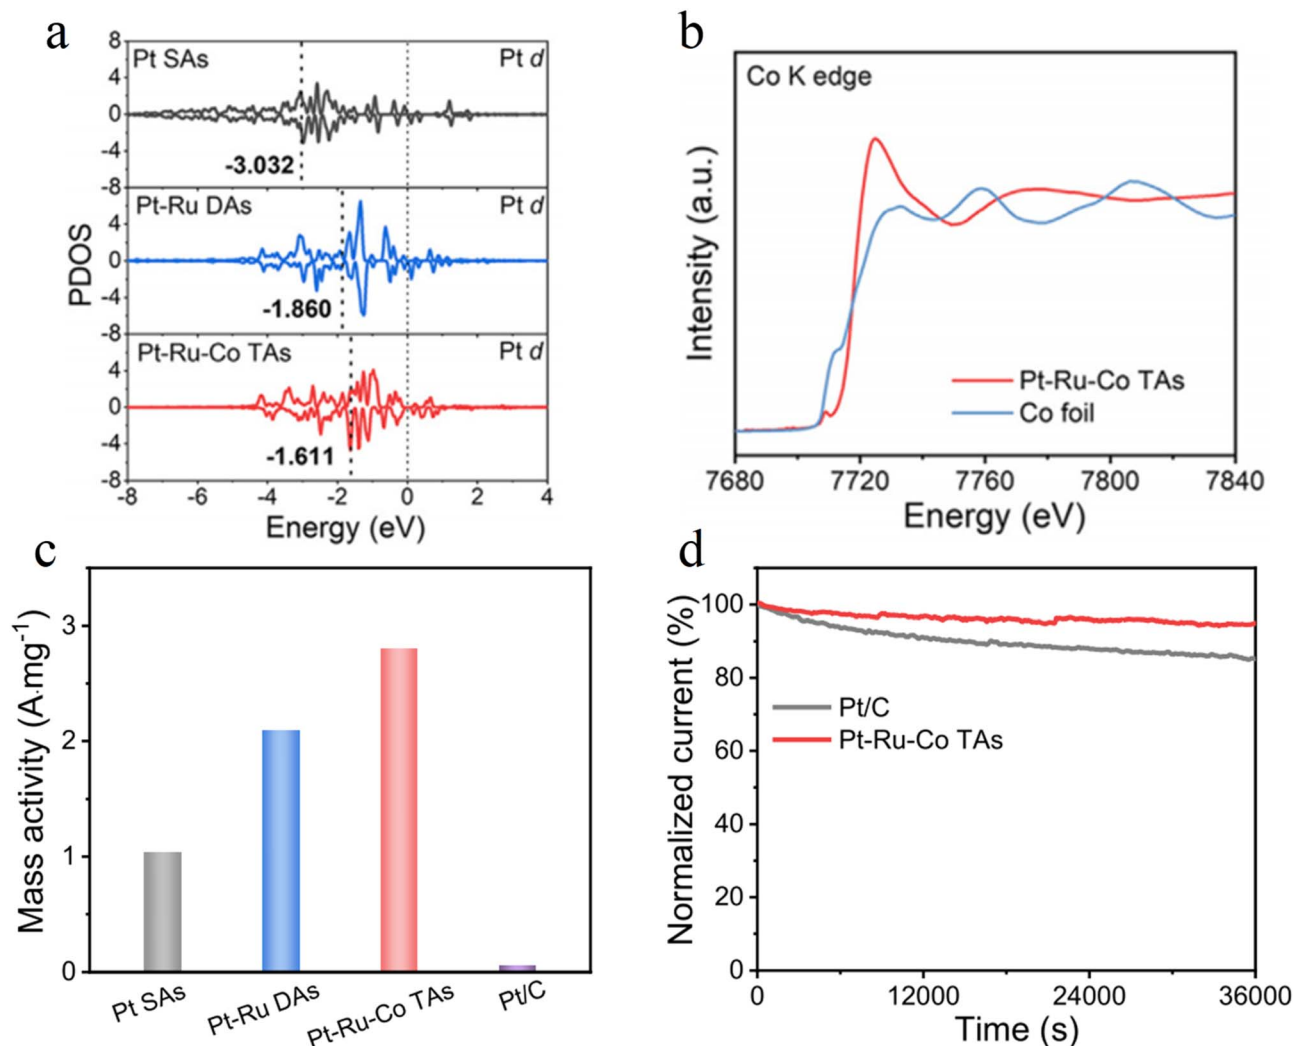 a
8
Pt SAs Pt d
4
0
-4
-3.032
-8
Pt-Ru DAs Pt d
4
0
-4
-1.860
-8
Pt-Ru-Co TAs Pt d
4
0
-4
-1.611
-8
-8 -6 -4 -2 0 2 4
Energy (eV)
PDOS
b
Co K edge
Pt-Ru-Co TAs
Co foil
7680 7720 7760 7800 7840
Energy (eV)
Intensity (a.u.)
c
3
2
1
0
Pt SAs Pt-Ru DAs Pt-Ru-Co TAs Pt/C
Mass activity (A·mg⁻¹)
d
100
80
Pt/C
Pt-Ru-Co TAs
60
40
20
0
0 12000 24000 36000
Time (s)
Normalized current (%)